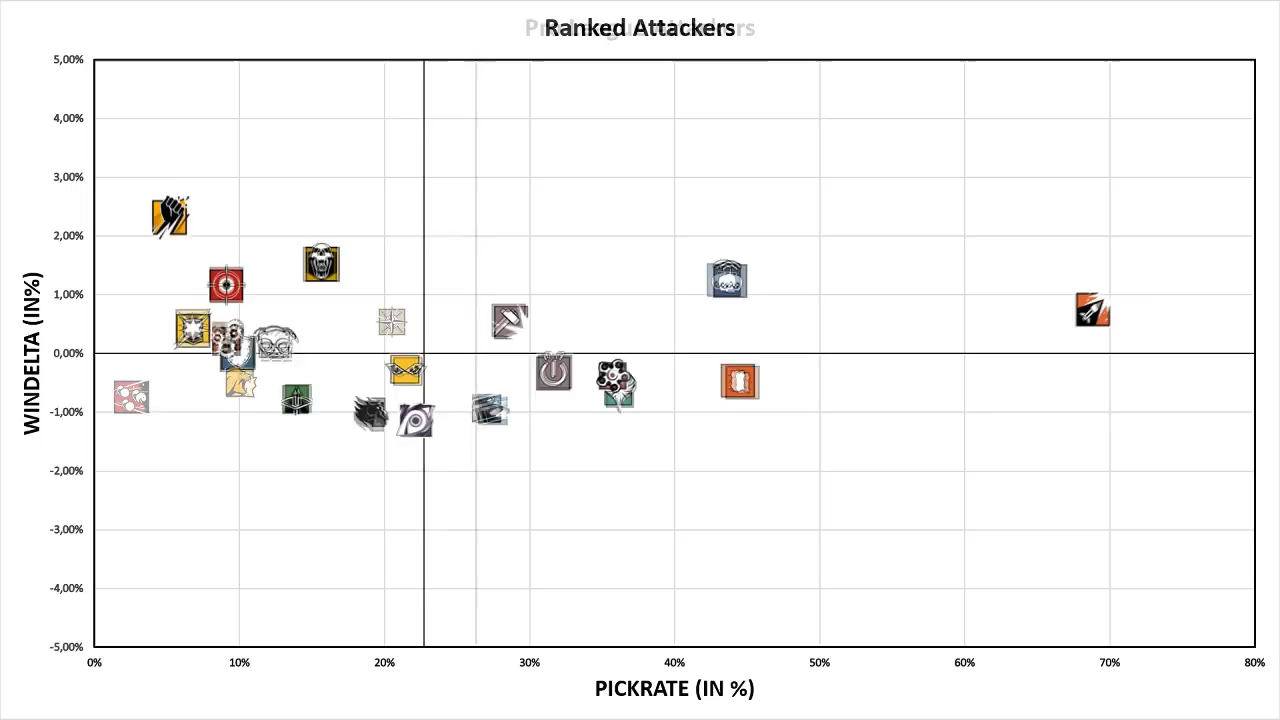 Ranked Attackers
5,00%
4,00%
3,00%
2,00%
1,00%
0,00%
-1,00%
-2,00%
-3,00%
-4,00%
-5,00%
WINDELTA (IN%)
0% 10% 20% 30% 40% 50% 60% 70% 80%
PICKRATE (IN %)